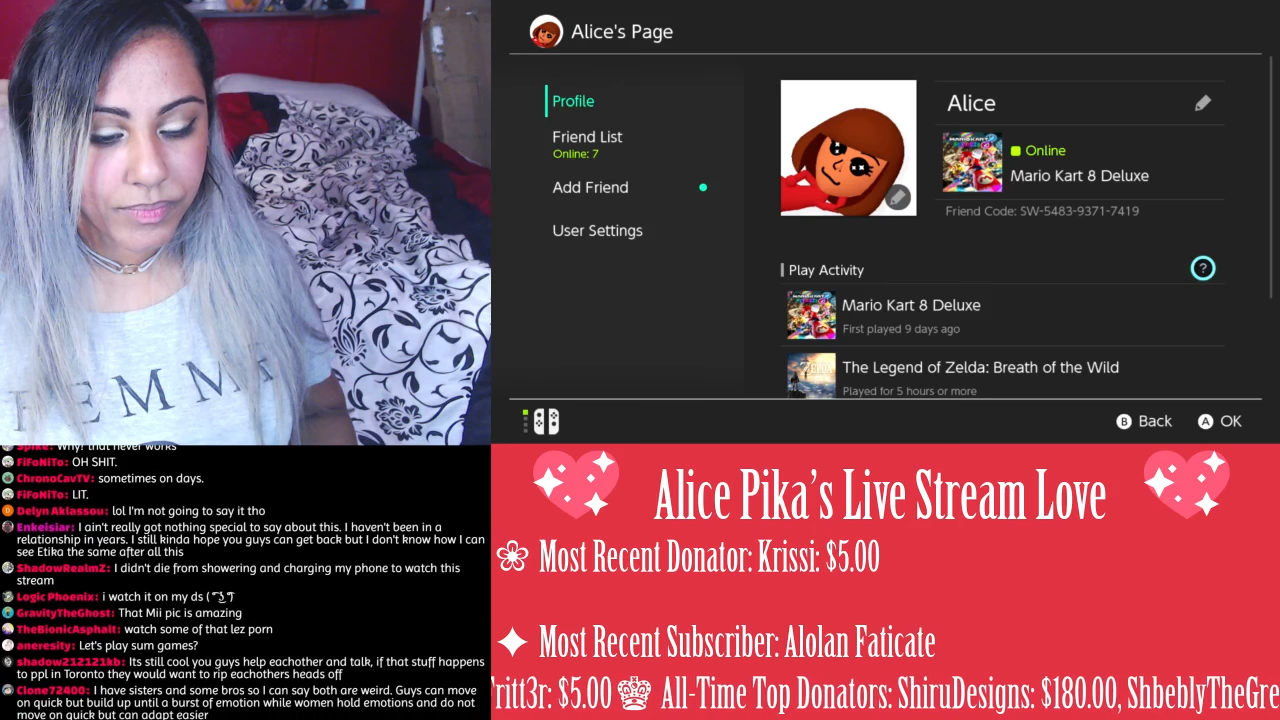 Alice's Page
Profile
Friend List
Online: 7
Add Friend
User Settings
Alice
Online
Mario Kart 8 Deluxe
Friend Code: SW-5483-9371-7419
Play Activity
?
Mario Kart 8 Deluxe
First played 9 days ago
The Legend of Zelda: Breath of the Wild
Played for 5 hours or more
B Back A OK
FEMM
Spike: Why! that never works
FiFoNiTo: OH SHIT.
ChronoCavTV: sometimes on days.
FiFoNiTo: LIT.
Delyn Aklassou: lol I'm not going to say it tho
Enkeisiar: I ain't really got nothing special to say about this. I haven't been in a
relationship in years. I still kinda hope you guys can get back but I don't know how I can
see Etika the same after all this
ShadowRealmZ: I didn't die from showering and charging my phone to watch this
stream
Logic Phoenix: i watch it on my ds ( ͡° ͜ʖ ͡°
GravityTheGhost: That Mii pic is amazing
TheBionicAsphalt: watch some of that lez porn
aneresity: Let's play sum games?
shadow212121kb: Its still cool you guys help eachother and talk, if that stuff happens
to ppl in Toronto they would want to rip eachothers heads off
Clone72400: I have sisters and some bros so I can say both are weird. Guys can move
on quick but build up until a burst of emotion while women hold emotions and do not
move on quick but can adapt easier
Alice Pika's Live Stream Love
Most Recent Donator: Krissi: $5.00
Most Recent Subscriber: Alolan Faticate
ritt3r: $5.00 All-Time Top Donators: ShiruDesigns: $180.00, ShbeblyTheGre